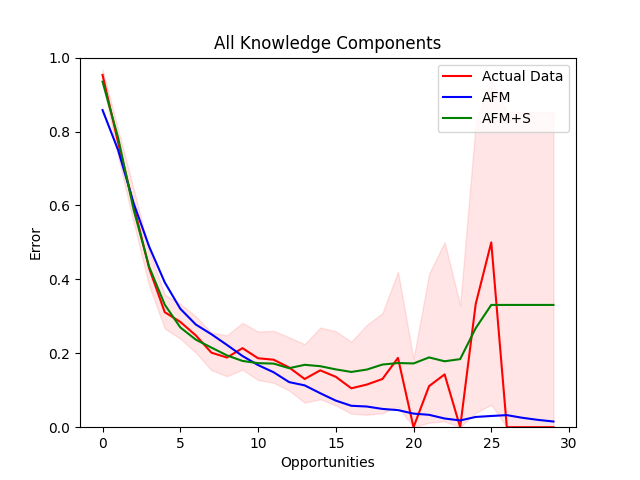 All Knowledge Components
Actual Data
AFM
AFM+S
Error
1.0
0.8
0.6
0.4
0.2
0.0
0 5 10 15 20 25 30
Opportunities